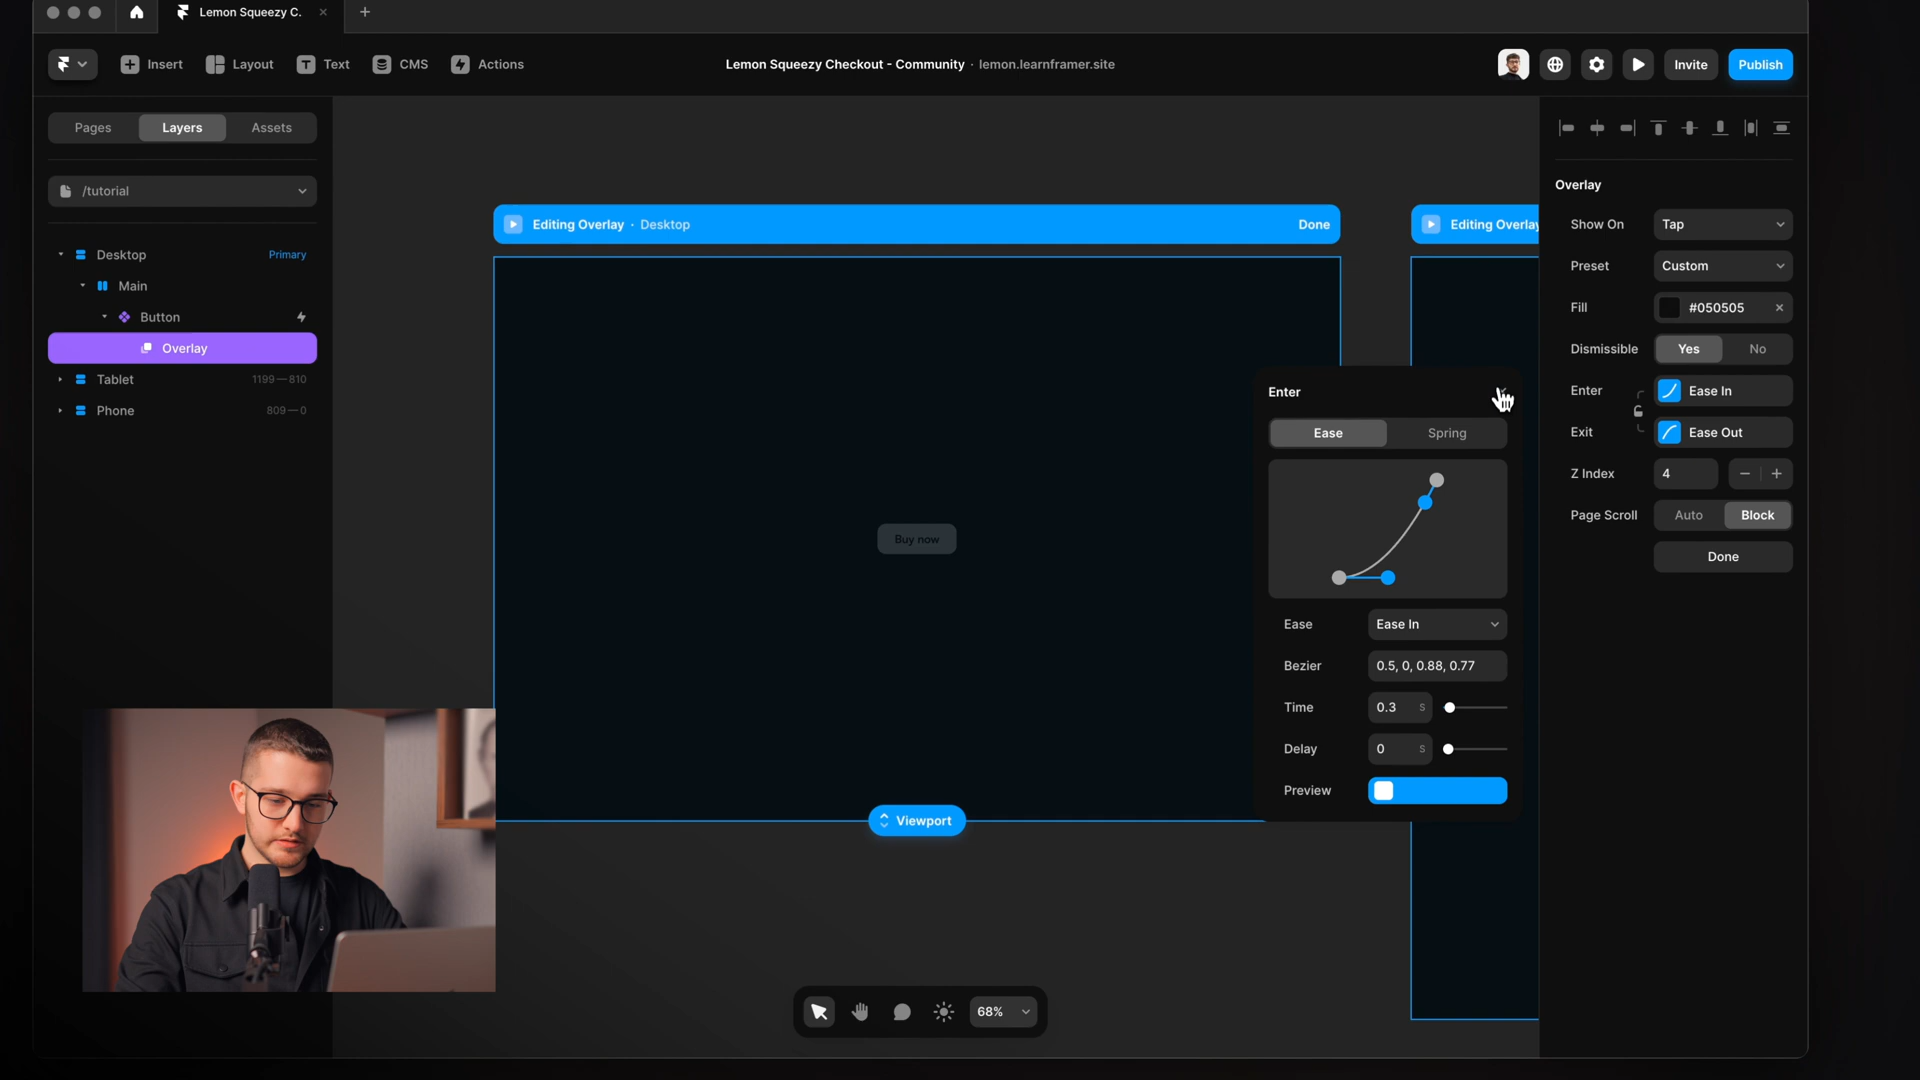 Lemon Squeezy C.
Insert
Layout
Text
CMS
Actions
Lemon Squeezy Checkout - Community · lemon.learnframer.site
Invite
Publish
Pages
Layers
Assets
/tutorial
Desktop
Primary
Main
Button
Overlay
Tablet
1199—810
Phone
809—0
Editing Overlay · Desktop
Done
Editing Overlay
Buy now
Viewport
68%
Enter
Ease
Spring
Ease
Ease In
Bezier
0.5, 0, 0.88, 0.77
Time
0.3 s
Delay
0 s
Preview
Overlay
Show On
Tap
Preset
Custom
Fill
#050505
Dismissible
Yes
No
Enter
Ease In
Exit
Ease Out
Z Index
4
Page Scroll
Auto
Block
Done